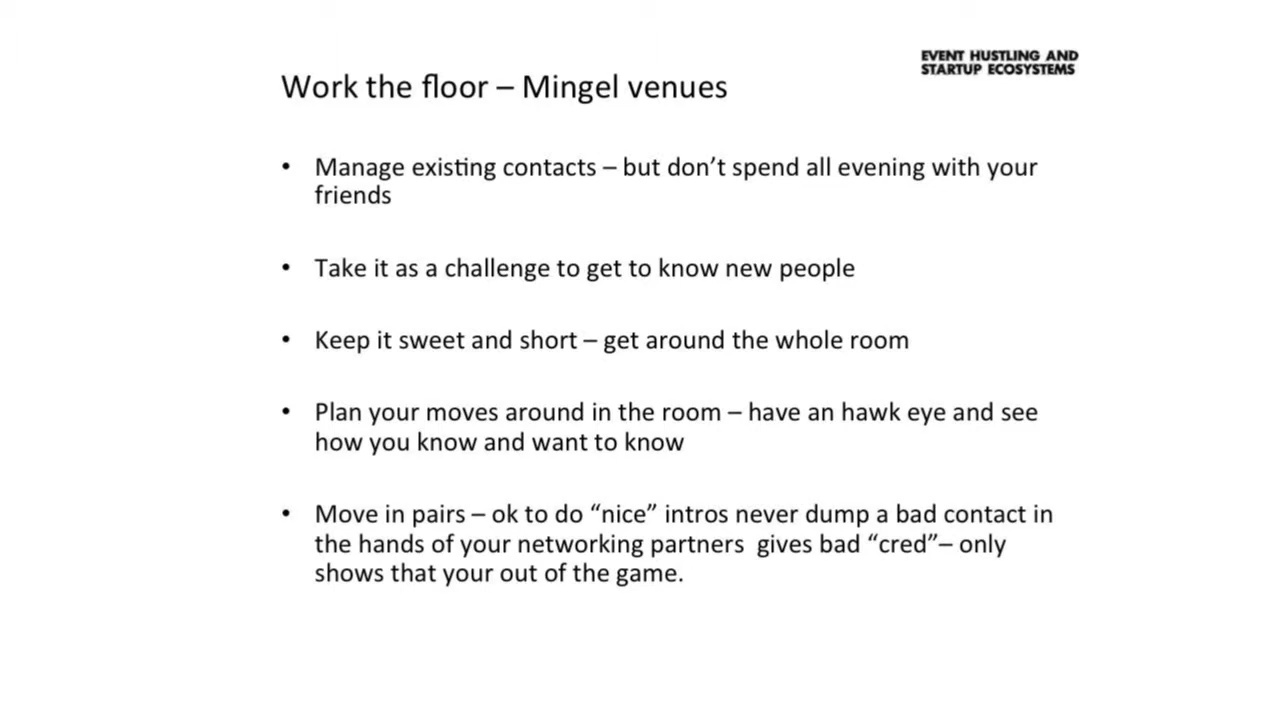 EVENT HUSTLING AND
STARTUP ECOSYSTEMS
Work the floor – Mingel venues
• Manage existing contacts – but don’t spend all evening with your
friends
• Take it as a challenge to get to know new people
• Keep it sweet and short – get around the whole room
• Plan your moves around in the room – have an hawk eye and see
how you know and want to know
• Move in pairs – ok to do “nice” intros never dump a bad contact in
the hands of your networking partners  gives bad “cred”– only
shows that your out of the game.